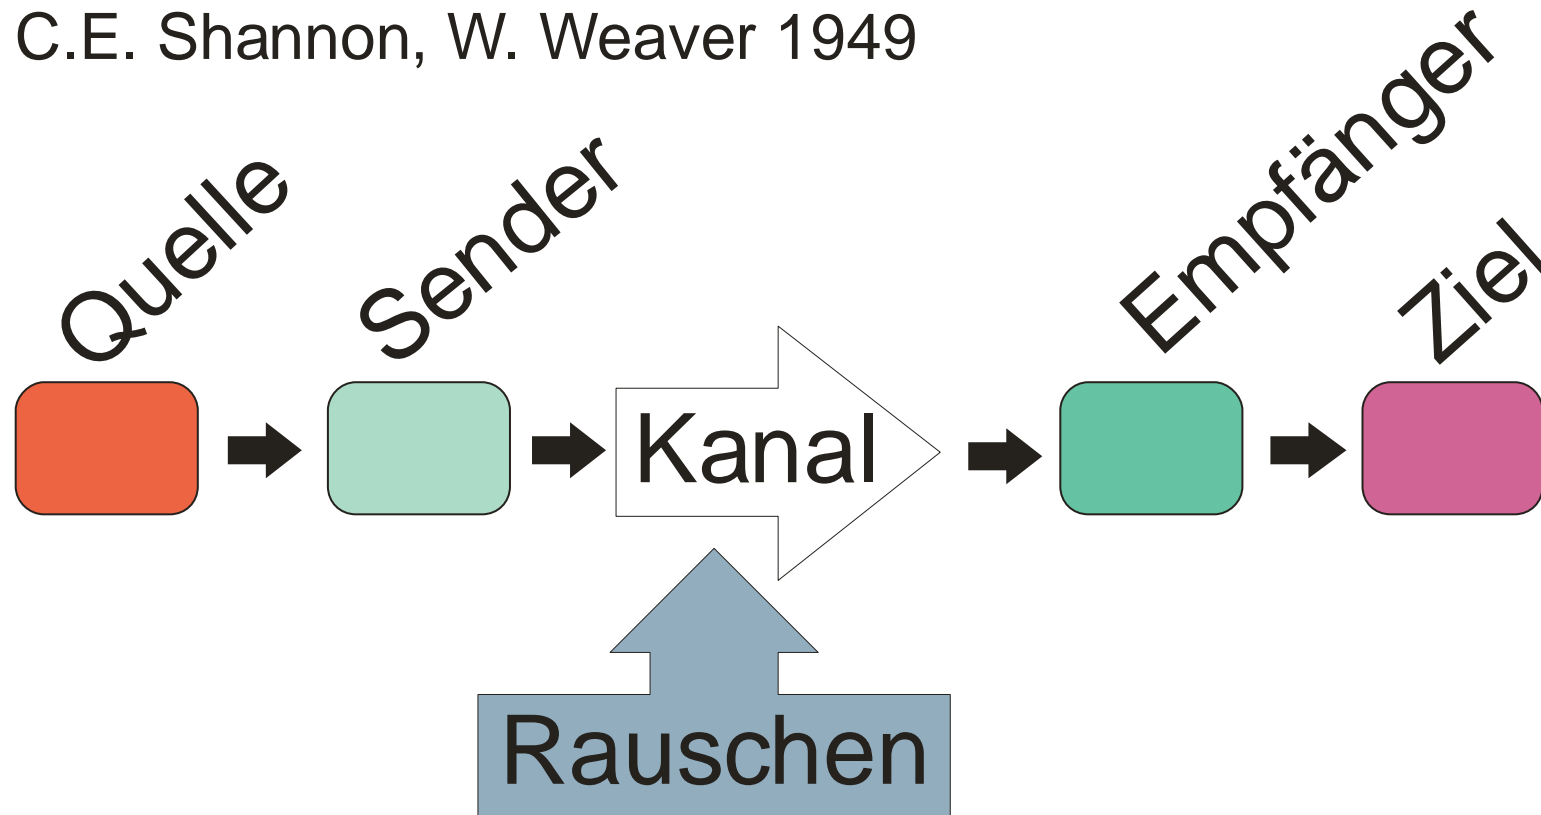 C.E. Shannon, W. Weaver 1949
Quelle
Sender
Empfänger
Ziel
Kanal
Rauschen